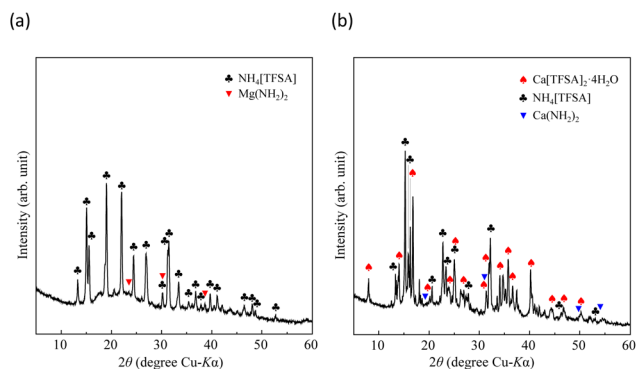 (a)
(b)
NH₄[TFSA]
Mg(NH₂)₂
Intensity (arb. unit)
10 20 30 40 50 60
2θ (degree Cu-Kα)
Ca[TFSA]₂·4H₂O
NH₄[TFSA]
Ca(NH₂)₂
Intensity (arb. unit)
10 20 30 40 50 60
2θ (degree Cu-Kα)